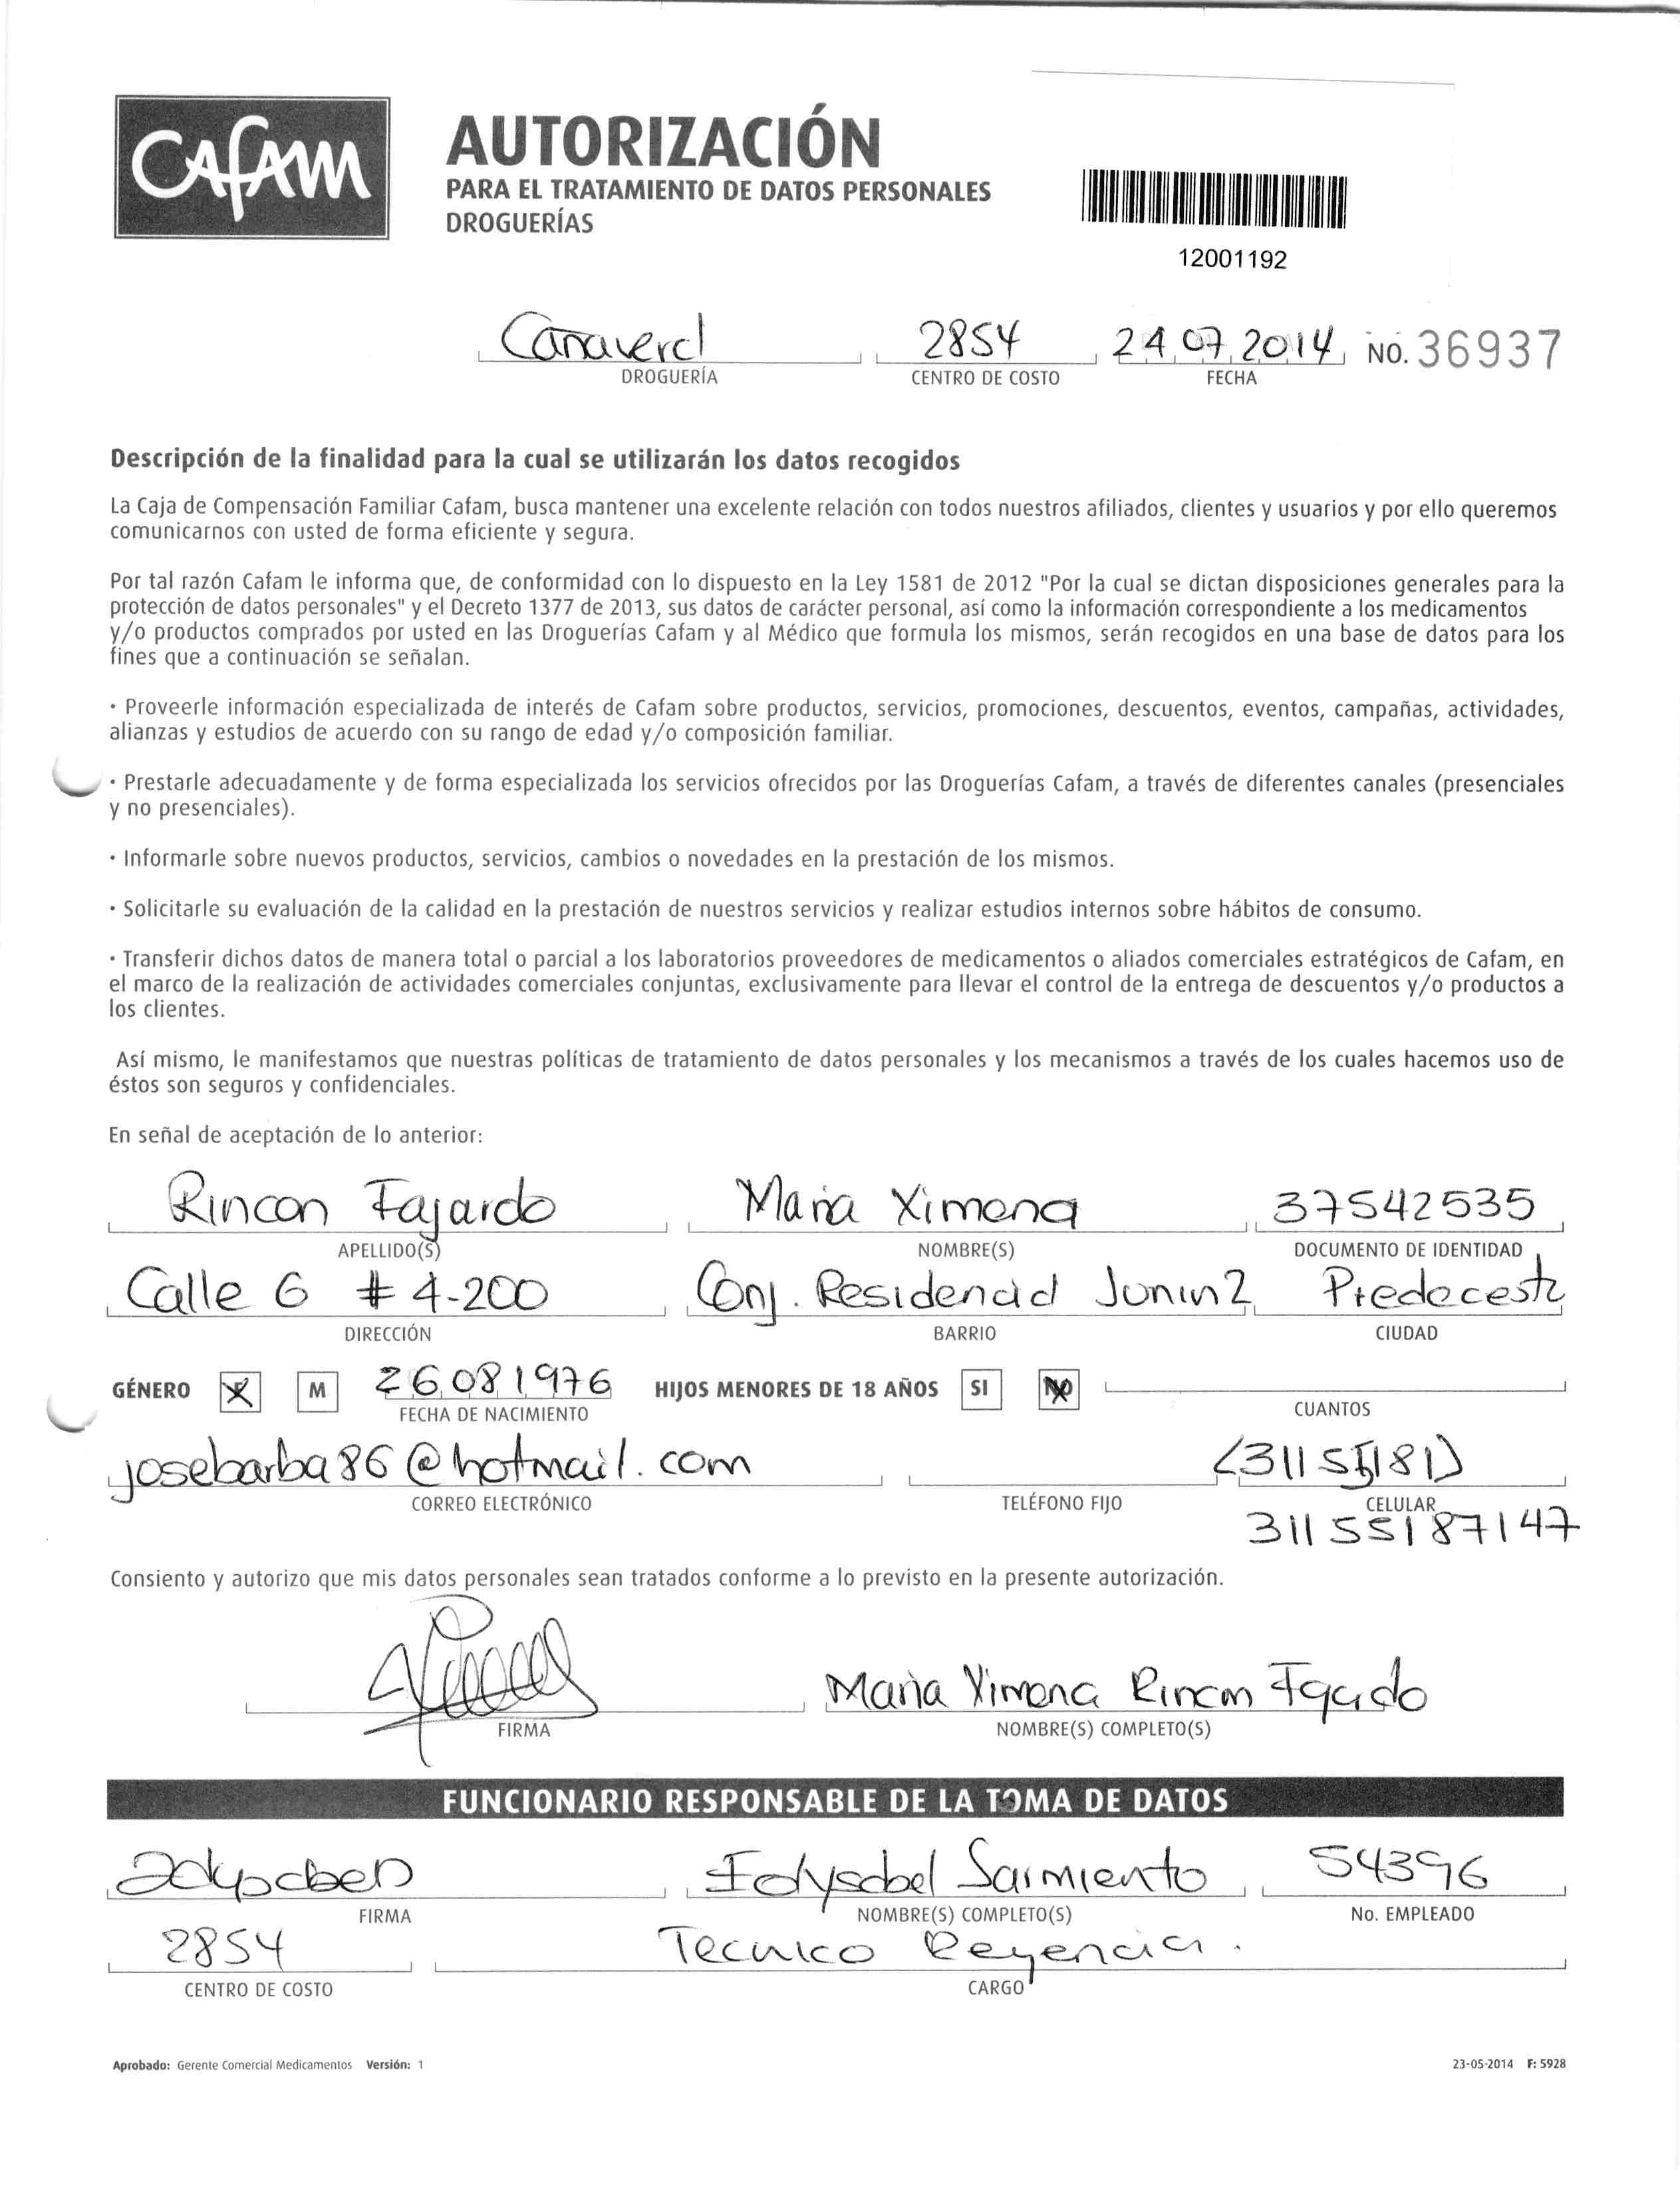 CAFAM
AUTORIZACIÓN
PARA EL TRATAMIENTO DE DATOS PERSONALES
DROGUERÍAS
12001192
Canaveral 2854 24 07 2014 NO. 36937
DROGUERÍA CENTRO DE COSTO FECHA
Descripción de la finalidad para la cual se utilizarán los datos recogidos
La Caja de Compensación Familiar Cafam, busca mantener una excelente relación con todos nuestros afiliados, clientes y usuarios y por ello queremos
comunicarnos con usted de forma eficiente y segura.
Por tal razón Cafam le informa que, de conformidad con lo dispuesto en la Ley 1581 de 2012 "Por la cual se dictan disposiciones generales para la
protección de datos personales" y el Decreto 1377 de 2013, sus datos de carácter personal, así como la información correspondiente a los medicamentos
y/o productos comprados por usted en las Droguerías Cafam y al Médico que formula los mismos, serán recogidos en una base de datos para los
fines que a continuación se señalan.
· Proveerle información especializada de interés de Cafam sobre productos, servicios, promociones, descuentos, eventos, campañas, actividades,
alianzas y estudios de acuerdo con su rango de edad y/o composición familiar.
· Prestarle adecuadamente y de forma especializada los servicios ofrecidos por las Droguerías Cafam, a través de diferentes canales (presenciales
y no presenciales).
· Informarle sobre nuevos productos, servicios, cambios o novedades en la prestación de los mismos.
· Solicitarle su evaluación de la calidad en la prestación de nuestros servicios y realizar estudios internos sobre hábitos de consumo.
· Transferir dichos datos de manera total o parcial a los laboratorios proveedores de medicamentos o aliados comerciales estratégicos de Cafam, en
el marco de la realización de actividades comerciales conjuntas, exclusivamente para llevar el control de la entrega de descuentos y/o productos a
los clientes.
Así mismo, le manifestamos que nuestras políticas de tratamiento de datos personales y los mecanismos a través de los cuales hacemos uso de
éstos son seguros y confidenciales.
En señal de aceptación de lo anterior:
Rincon Fajardo Maria Ximena 37542535
APELLIDO(S) NOMBRE(S) DOCUMENTO DE IDENTIDAD
Calle 6 # 4-200 Conj. Residencial Junin 2 Piedecesta
DIRECCIÓN BARRIO CIUDAD
GÉNERO X M 26 08 1976 HIJOS MENORES DE 18 AÑOS SI NO
FECHA DE NACIMIENTO CUANTOS
josebarba86@hotmail.com (311 55181)
CORREO ELECTRÓNICO TELÉFONO FIJO CELULAR
311 55187147
Consiento y autorizo que mis datos personales sean tratados conforme a lo previsto en la presente autorización.
Maria Ximena Rincon Fajardo
FIRMA NOMBRE(S) COMPLETO(S)
FUNCIONARIO RESPONSABLE DE LA TOMA DE DATOS
Idlysabel Sarmiento 54396
FIRMA NOMBRE(S) COMPLETO(S) No. EMPLEADO
2854 Tecnico Regencia.
CENTRO DE COSTO CARGO
Aprobado: Gerente Comercial Medicamentos Versión: 1 23-05-2014 F: 5928